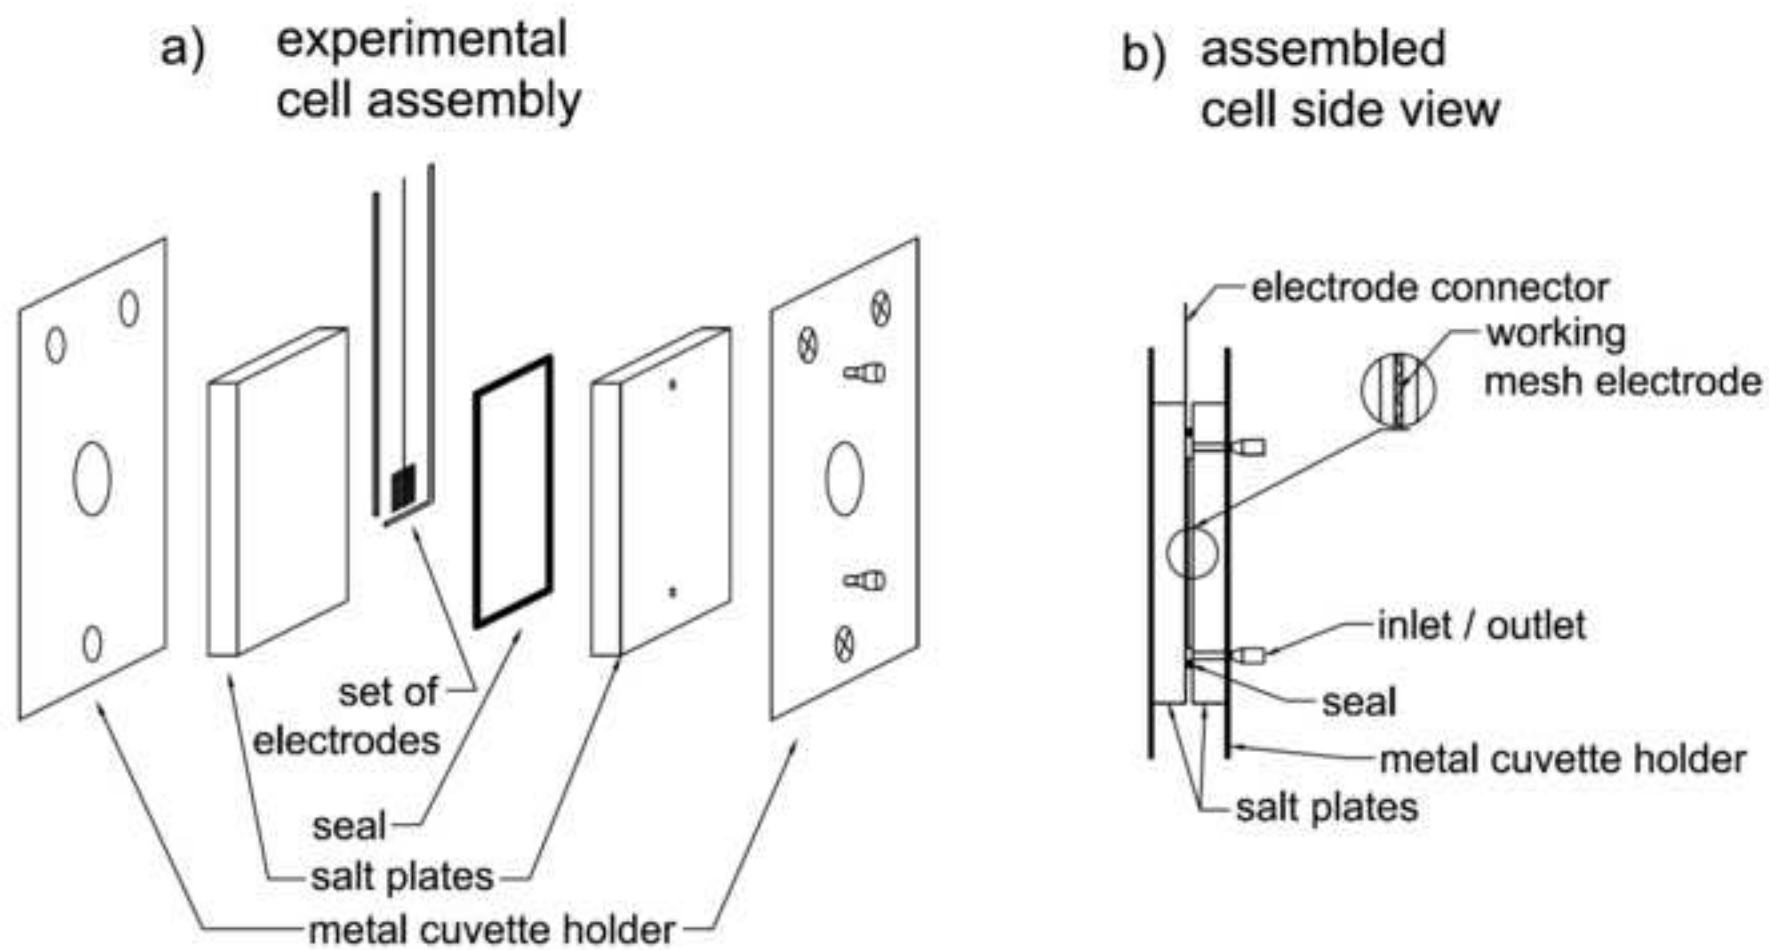 a) experimental
cell assembly
set of
electrodes
seal
salt plates
metal cuvette holder
b) assembled
cell side view
electrode connector
working
mesh electrode
inlet / outlet
seal
metal cuvette holder
salt plates